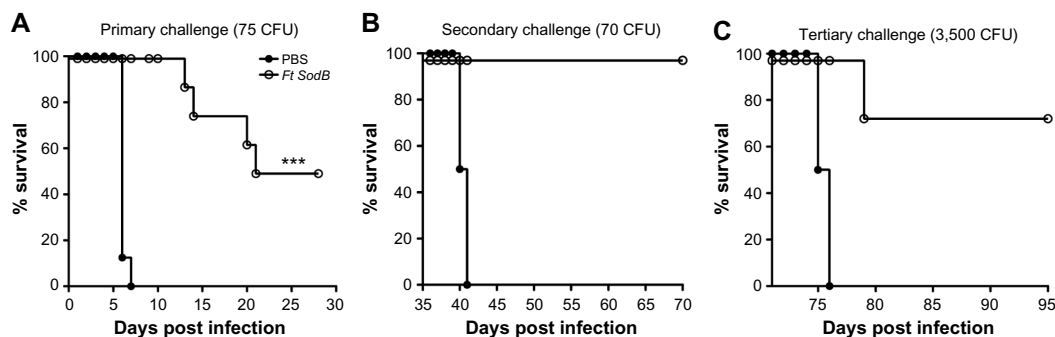 A
Primary challenge (75 CFU)
% survival
100
80
60
40
20
0
PBS
Ft SodB
***
0 5 10 15 20 25 30
Days post infection
B
Secondary challenge (70 CFU)
% survival
100
80
60
40
20
0
35 40 45 50 55 60 65 70
Days post infection
C
Tertiary challenge (3,500 CFU)
% survival
100
80
60
40
20
0
75 80 85 90 95
Days post infection